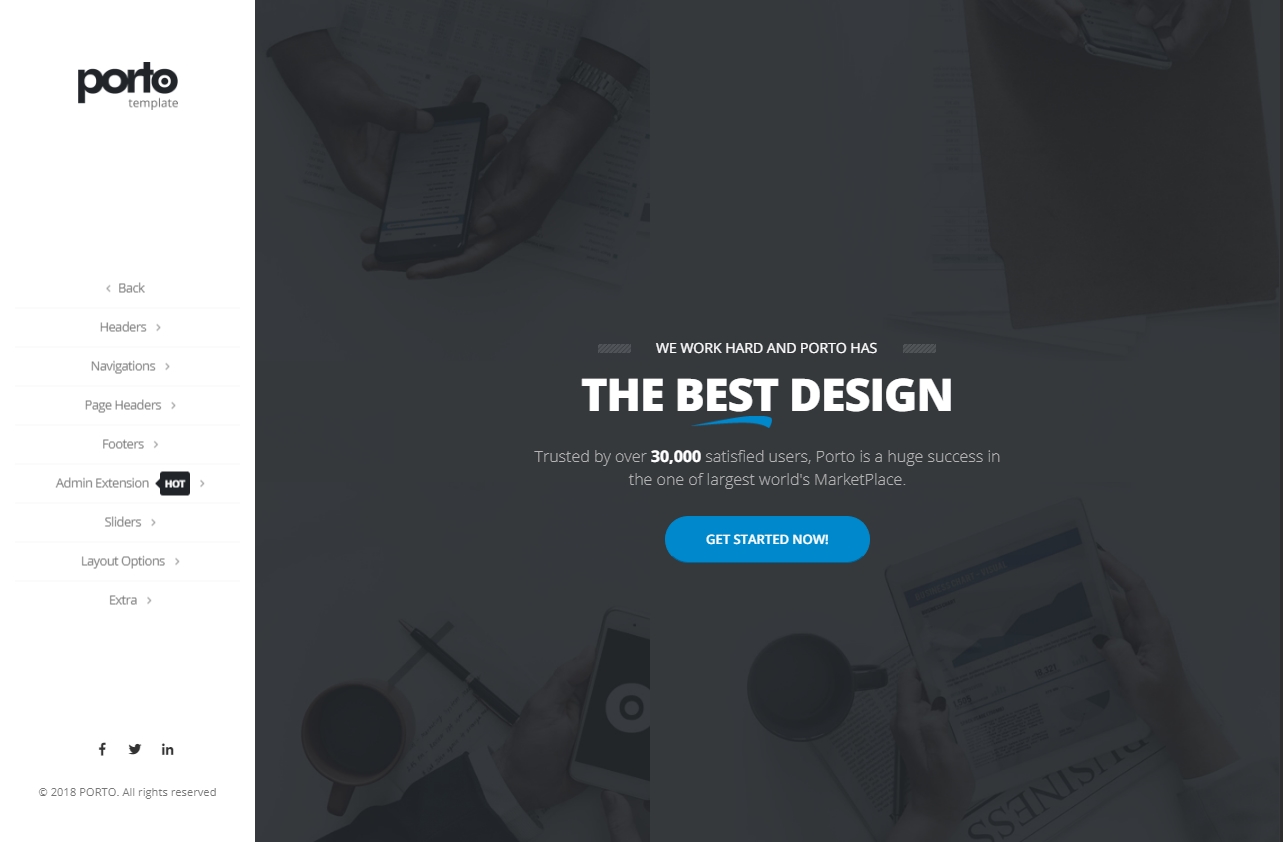 porto
template
Back
Headers
Navigations
Page Headers
Footers
Admin Extension HOT
Sliders
Layout Options
Extra
© 2018 PORTO. All rights reserved
WE WORK HARD AND PORTO HAS
THE BEST DESIGN
Trusted by over 30,000 satisfied users, Porto is a huge success in
the one of largest world's MarketPlace.
GET STARTED NOW!
BUSINESS